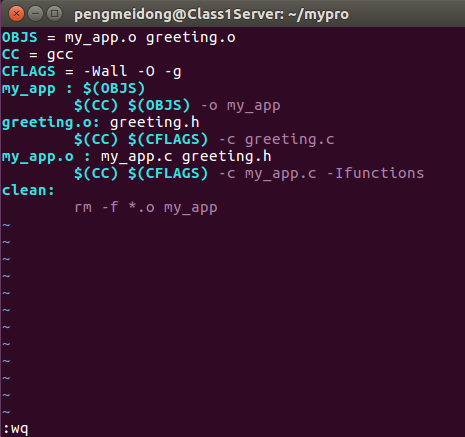 pengmeidong@Class1Server: ~/mypro
OBJS = my_app.o greeting.o
CC = gcc
CFLAGS = -Wall -O -g
my_app : $(OBJS)
        $(CC) $(OBJS) -o my_app
greeting.o: greeting.h
        $(CC) $(CFLAGS) -c greeting.c
my_app.o : my_app.c greeting.h
        $(CC) $(CFLAGS) -c my_app.c -Ifunctions
clean:
        rm -f *.o my_app
~
~
~
~
~
~
~
~
~
~
~
~
:wq